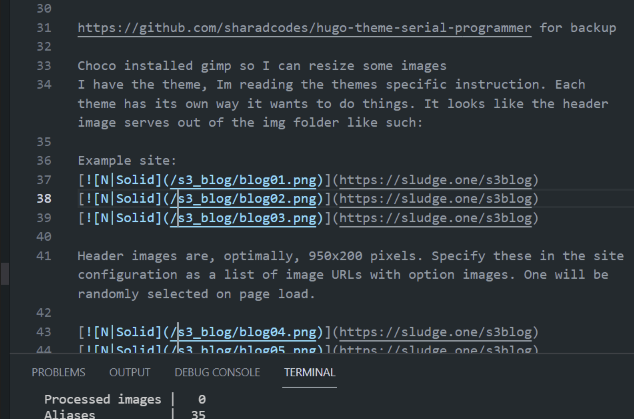 30
31 https://github.com/sharadcodes/hugo-theme-serial-programmer for backup
32
33 Choco installed gimp so I can resize some images
34 I have the theme, Im reading the themes specific instruction. Each
theme has its own way it wants to do things. It looks like the header
image serves out of the img folder like such:
35
36 Example site:
37 [![N|Solid](/s3_blog/blog01.png)](https://sludge.one/s3blog)
38 [![N|Solid](/s3_blog/blog02.png)](https://sludge.one/s3blog)
39 [![N|Solid](/s3_blog/blog03.png)](https://sludge.one/s3blog)
40
41 Header images are, optimally, 950x200 pixels. Specify these in the site
configuration as a list of image URLs with option images. One will be
randomly selected on page load.
42
43 [![N|Solid](/s3_blog/blog04.png)](https://sludge.one/s3blog)
44 [![N|Solid](/s3_blog/blog05.png)](https://sludge.one/s3blog)
PROBLEMS OUTPUT DEBUG CONSOLE TERMINAL
Processed images | 0
Aliases | 35